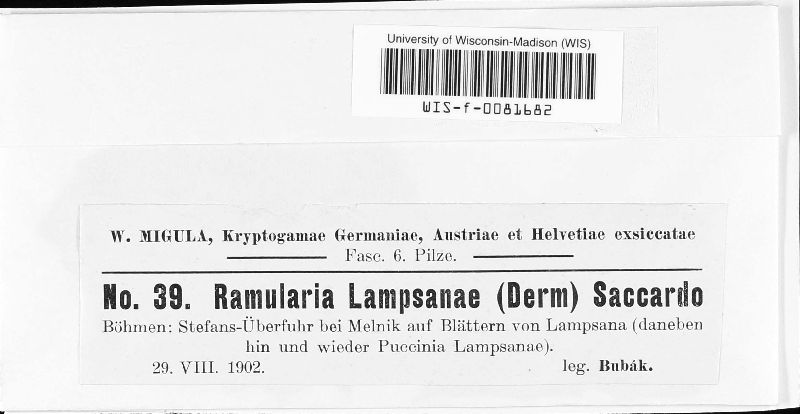 University of Wisconsin-Madison (WIS)
WIS-f-0081682
W. MIGULA, Kryptogamae Germaniae, Austriae et Helvetiae exsiccatae
Fasc. 6. Pilze.
No. 39. Ramularia Lampsanae (Derm) Saccardo
Böhmen: Stefans-Überfuhr bei Melnik auf Blättern von Lampsana (daneben
hin und wieder Puccinia Lampsanae).
29. VIII. 1902. leg. Bubák.